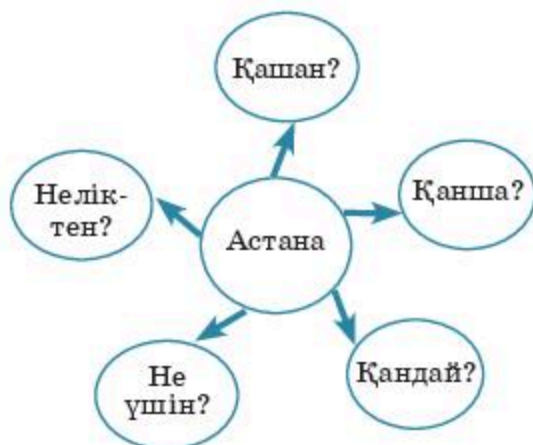 Қашан?
Нелік-
тен?
Қанша?
Астана
Не
үшін?
Қандай?